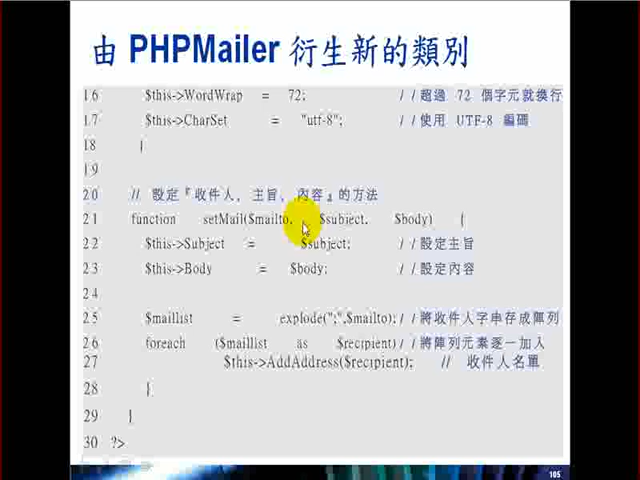 由 PHPMailer 衍生新的類別
16 $this->WordWrap = 72; //超過 72 個字元就換行
17 $this->CharSet = "utf-8"; //使用 UTF-8 編碼
18 }
19
20 // 設定『收件人、主旨、內容』的方法
21 function setMail($mailto, $subject, $body) {
22 $this->Subject = $subject; //設定主旨
23 $this->Body = $body; //設定內容
24
25 $maillist = explode(";",$mailto);//將收件人字串存成陣列
26 foreach ($maillist as $recipient)//將陣列元素逐一加入
27 $this->AddAddress($recipient); // 收件人名單
28 }
29 }
30 ?>
105